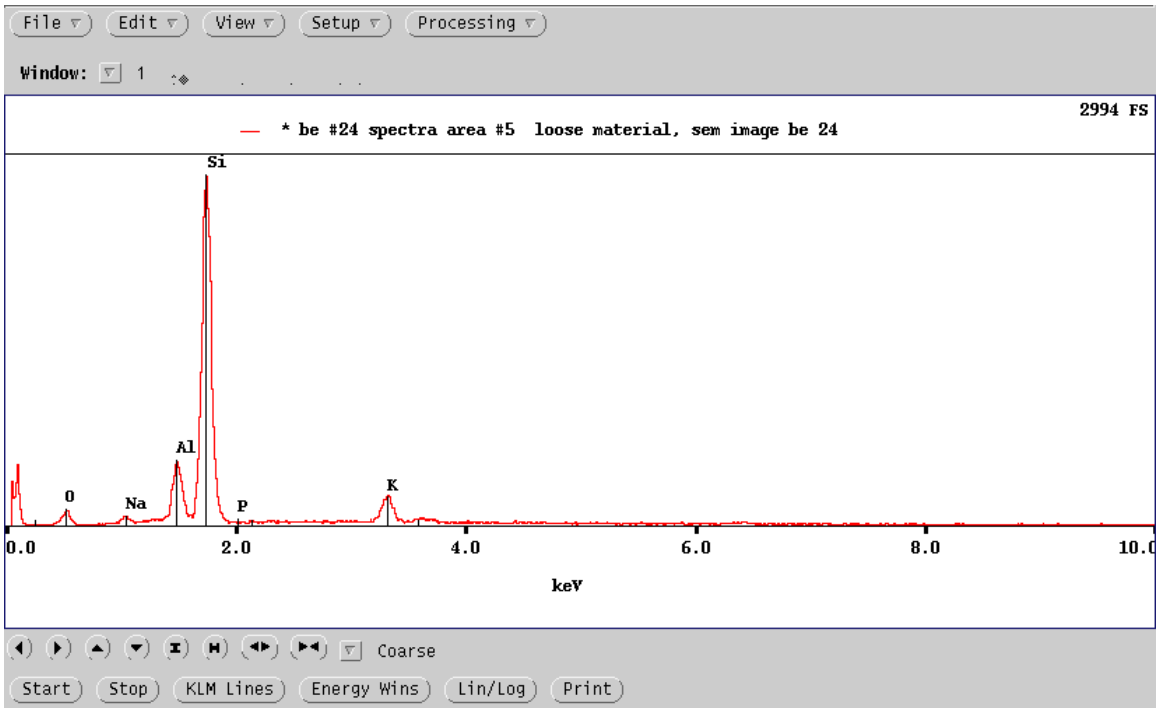 File Edit View Setup Processing
Window: 1
2994 FS
* be #24 spectra area #5 loose material, sem image be 24
Si
Al
O
Na
P
K
0.0 2.0 4.0 6.0 8.0 10.0
keV
Coarse
Start Stop KLM Lines Energy Wins Lin/Log Print